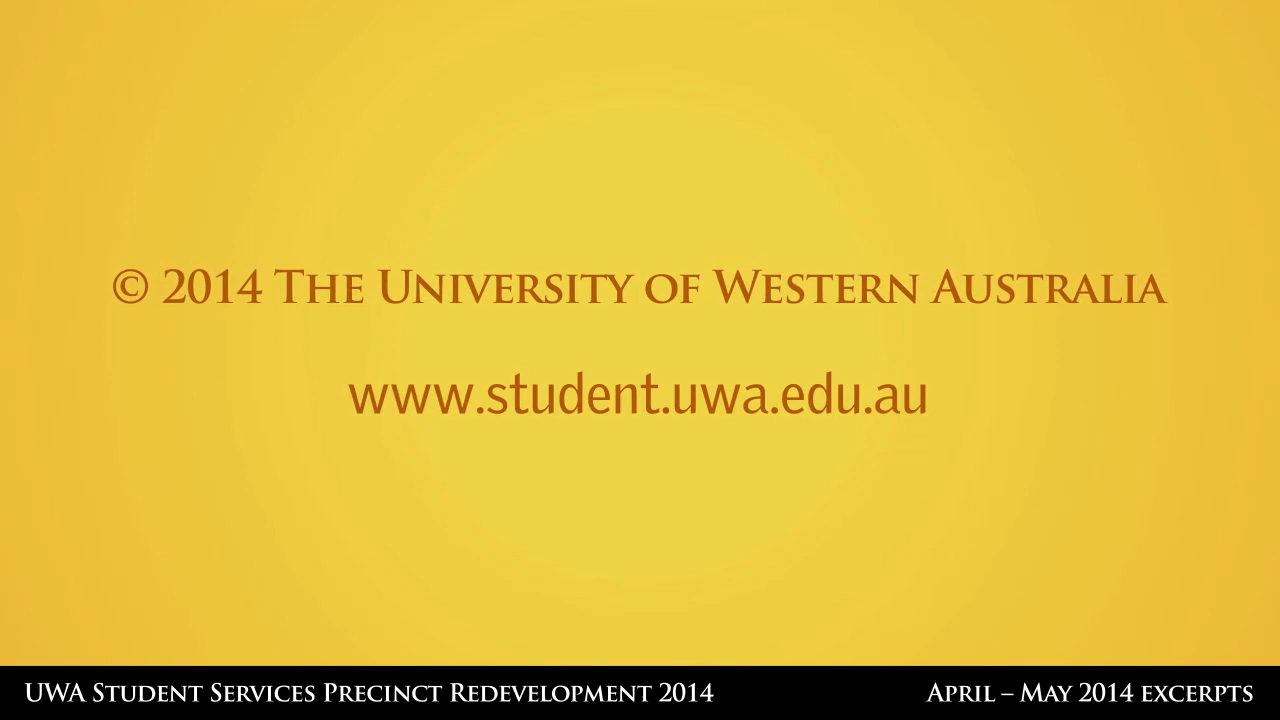 © 2014 The University of Western Australia
www.student.uwa.edu.au
UWA Student Services Precinct Redevelopment 2014
April – May 2014 excerpts